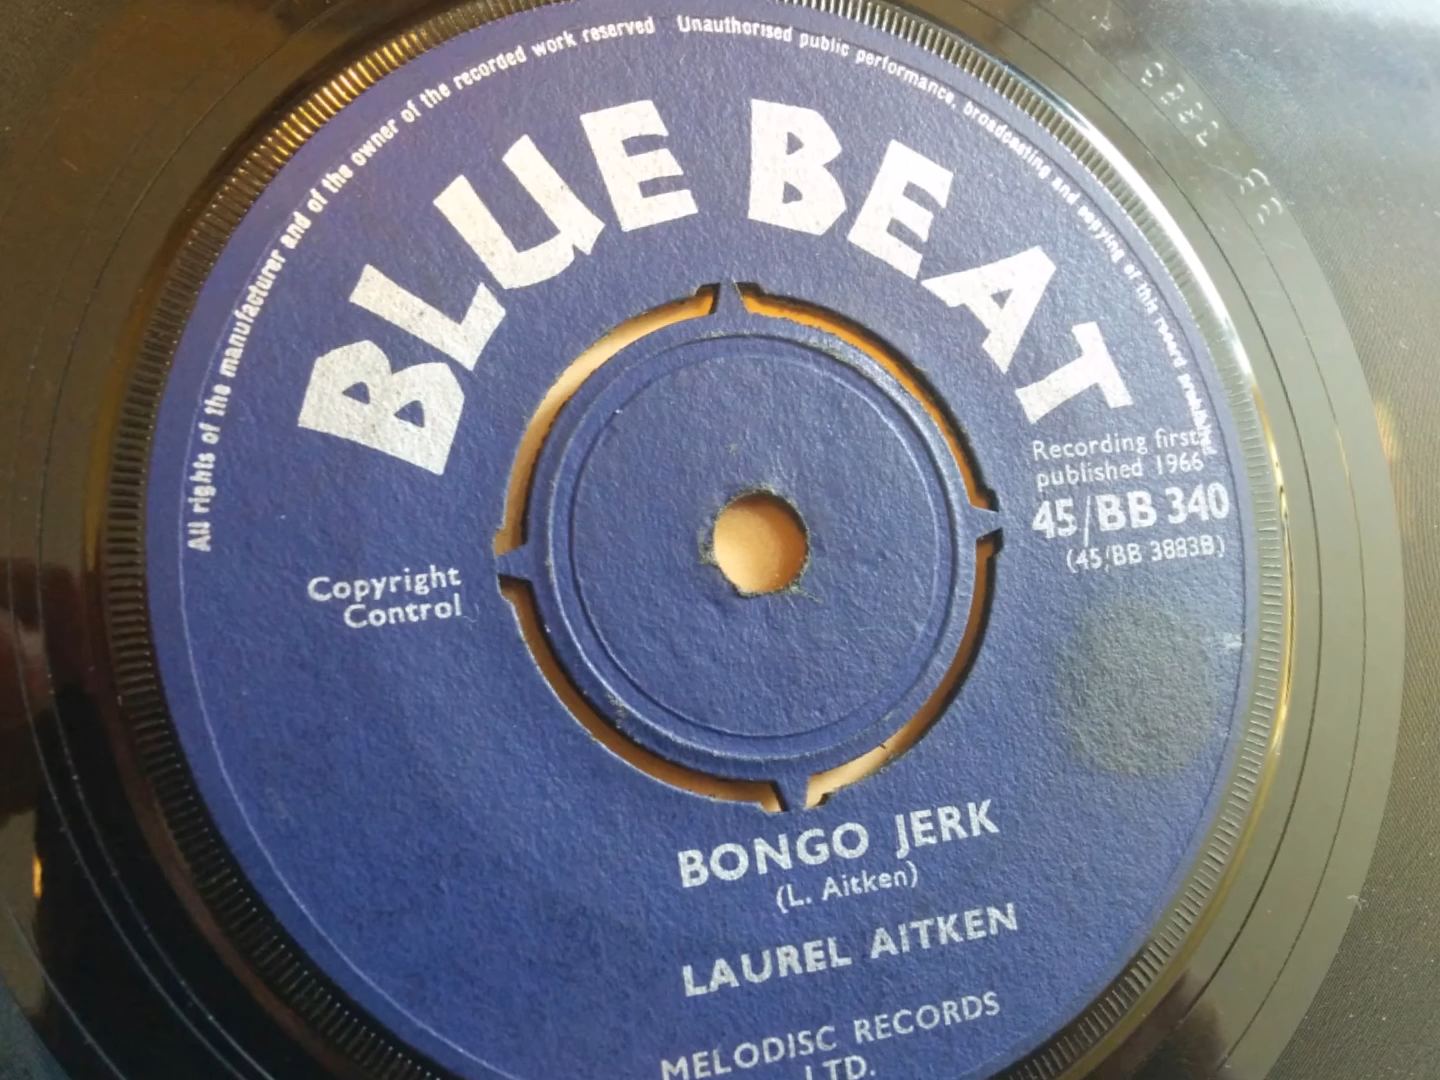 All rights of the manufacturer and of the owner of the recorded work reserved Unauthorised public performance, broadcasting and copying of this record prohibited
BLUE BEAT
Recording first
published 1966
45/BB 340
(45/BB 3883B)
Copyright
Control
BONGO JERK
(L. Aitken)
LAUREL AITKEN
MELODISC RECORDS
LTD.